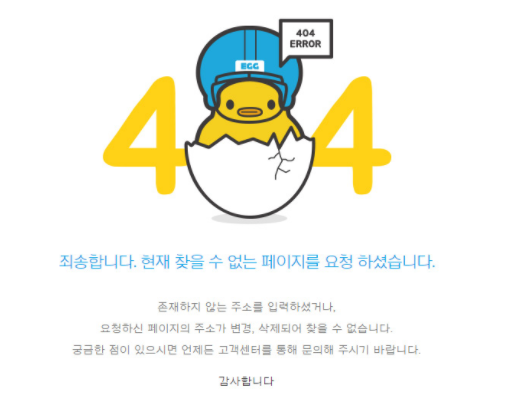 404
ERROR
EGG
4 4
죄송합니다. 현재 찾을 수 없는 페이지를 요청 하셨습니다.
존재하지 않는 주소를 입력하셨거나,
요청하신 페이지의 주소가 변경, 삭제되어 찾을 수 없습니다.
궁금한 점이 있으시면 언제든 고객센터를 통해 문의해 주시기 바랍니다.
감사합니다